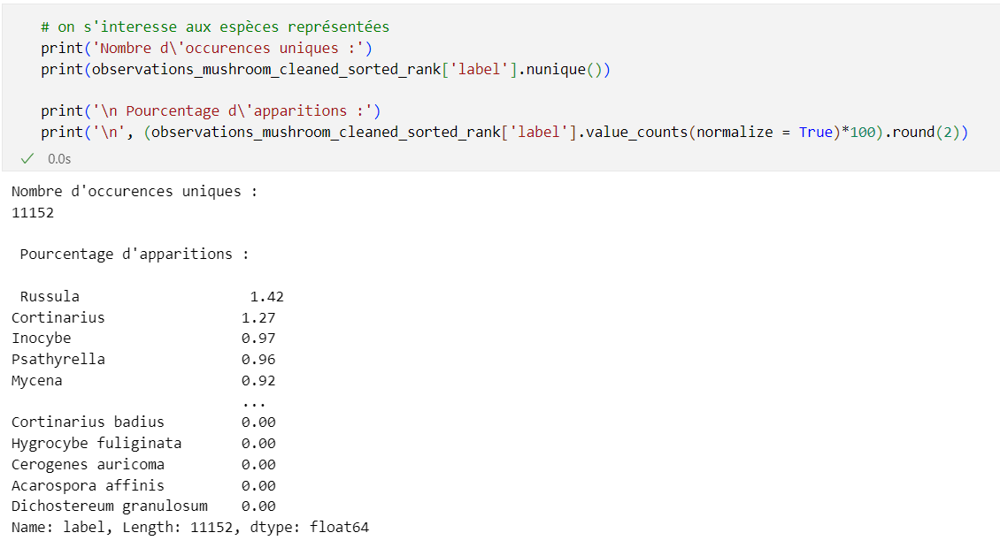 # on s'interesse aux espèces représentées
print('Nombre d\'occurences uniques :')
print(observations_mushroom_cleaned_sorted_rank['label'].nunique())
print('\n Pourcentage d\'apparitions :')
print('\n', (observations_mushroom_cleaned_sorted_rank['label'].value_counts(normalize = True)*100).round(2))
✓ 0.0s
Nombre d'occurences uniques :
11152
Pourcentage d'apparitions :
Russula 1.42
Cortinarius 1.27
Inocybe 0.97
Psathyrella 0.96
Mycena 0.92
...
Cortinarius badius 0.00
Hygrocybe fuliginata 0.00
Cerogenes auricoma 0.00
Acarospora affinis 0.00
Dichostereum granulosum 0.00
Name: label, Length: 11152, dtype: float64